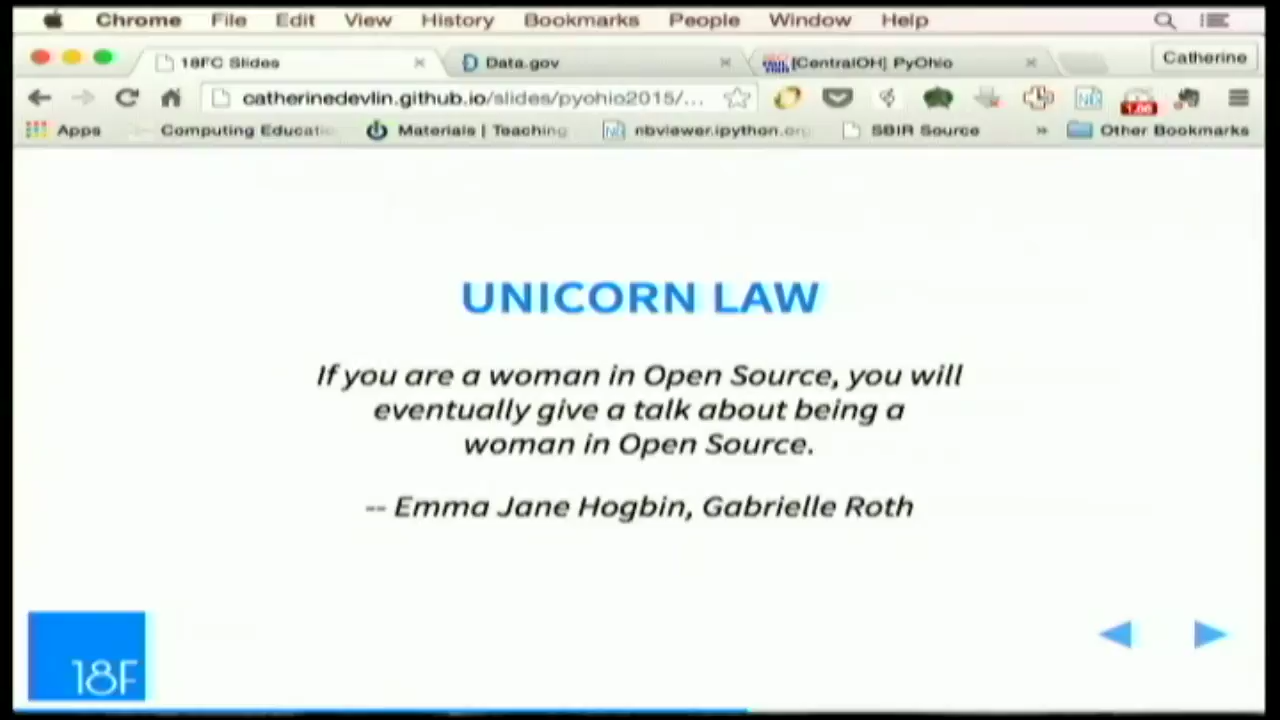 Chrome File Edit View History Bookmarks People Window Help
18FC Slides Data.gov [CentralOH] PyOhio Catherine
catherinedevlin.github.io/slides/pyohio2015/...
Apps Computing Educatio Materials | Teaching nbviewer.ipython.org SBIR Source » Other Bookmarks
UNICORN LAW
If you are a woman in Open Source, you will
eventually give a talk about being a
woman in Open Source.
-- Emma Jane Hogbin, Gabrielle Roth
18F